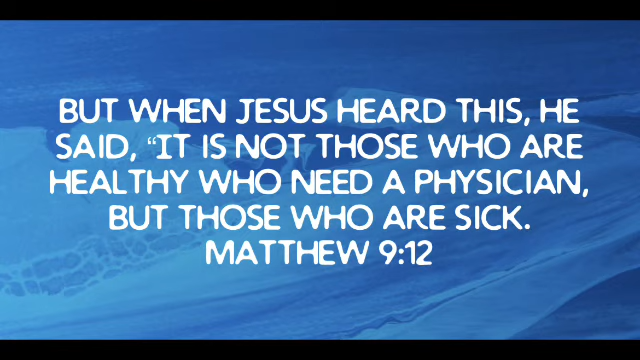 BUT WHEN JESUS HEARD THIS, HE
SAID, “IT IS NOT THOSE WHO ARE
HEALTHY WHO NEED A PHYSICIAN,
BUT THOSE WHO ARE SICK.
MATTHEW 9:12